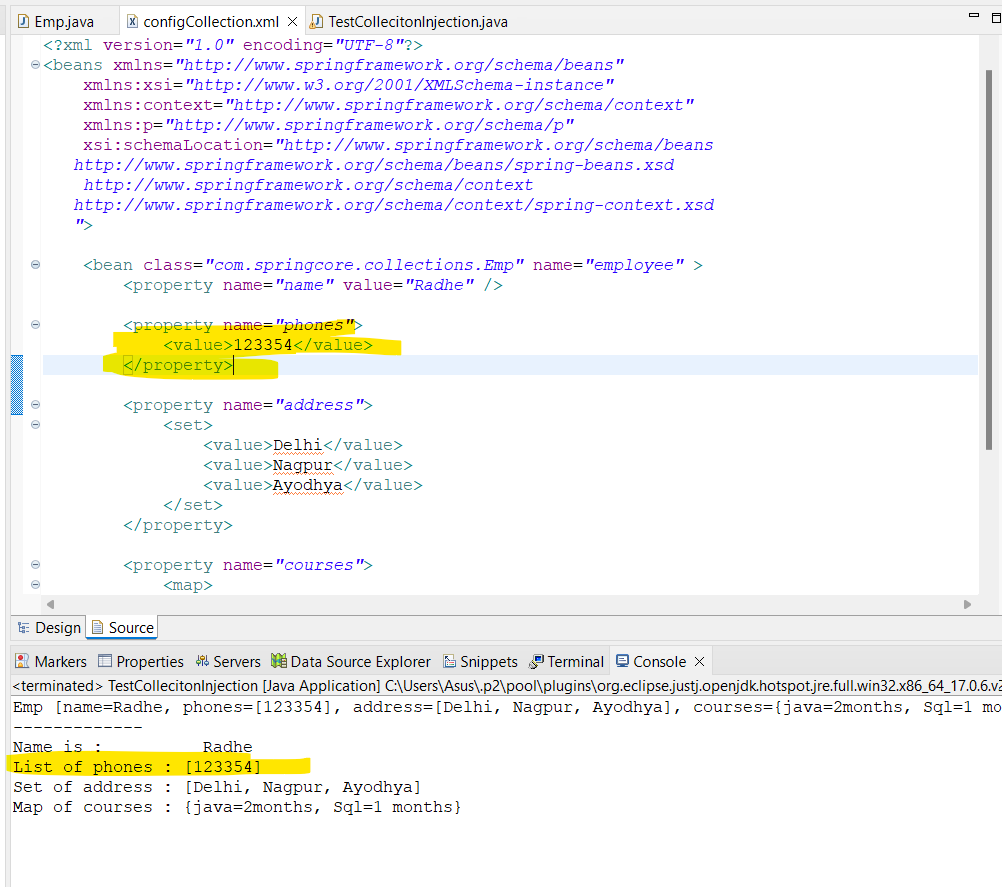 Emp.java configCollection.xml TestCollecitonInjection.java
<?xml version="1.0" encoding="UTF-8"?>
<beans xmlns="http://www.springframework.org/schema/beans"
xmlns:xsi="http://www.w3.org/2001/XMLSchema-instance"
xmlns:context="http://www.springframework.org/schema/context"
xmlns:p="http://www.springframework.org/schema/p"
xsi:schemaLocation="http://www.springframework.org/schema/beans
http://www.springframework.org/schema/beans/spring-beans.xsd
http://www.springframework.org/schema/context
http://www.springframework.org/schema/context/spring-context.xsd
">
<bean class="com.springcore.collections.Emp" name="employee" >
<property name="name" value="Radhe" />
<property name="phones">
<value>123354</value>
</property>
<property name="address">
<set>
<value>Delhi</value>
<value>Nagpur</value>
<value>Ayodhya</value>
</set>
</property>
<property name="courses">
<map>
Design Source
Markers Properties Servers Data Source Explorer Snippets Terminal Console
<terminated> TestCollecitonInjection [Java Application] C:\Users\Asus\.p2\pool\plugins\org.eclipse.justj.openjdk.hotspot.jre.full.win32.x86_64_17.0.6.v2
Emp [name=Radhe, phones=[123354], address=[Delhi, Nagpur, Ayodhya], courses={java=2months, Sql=1 mo
-------------
Name is : Radhe
List of phones : [123354]
Set of address : [Delhi, Nagpur, Ayodhya]
Map of courses : {java=2months, Sql=1 months}